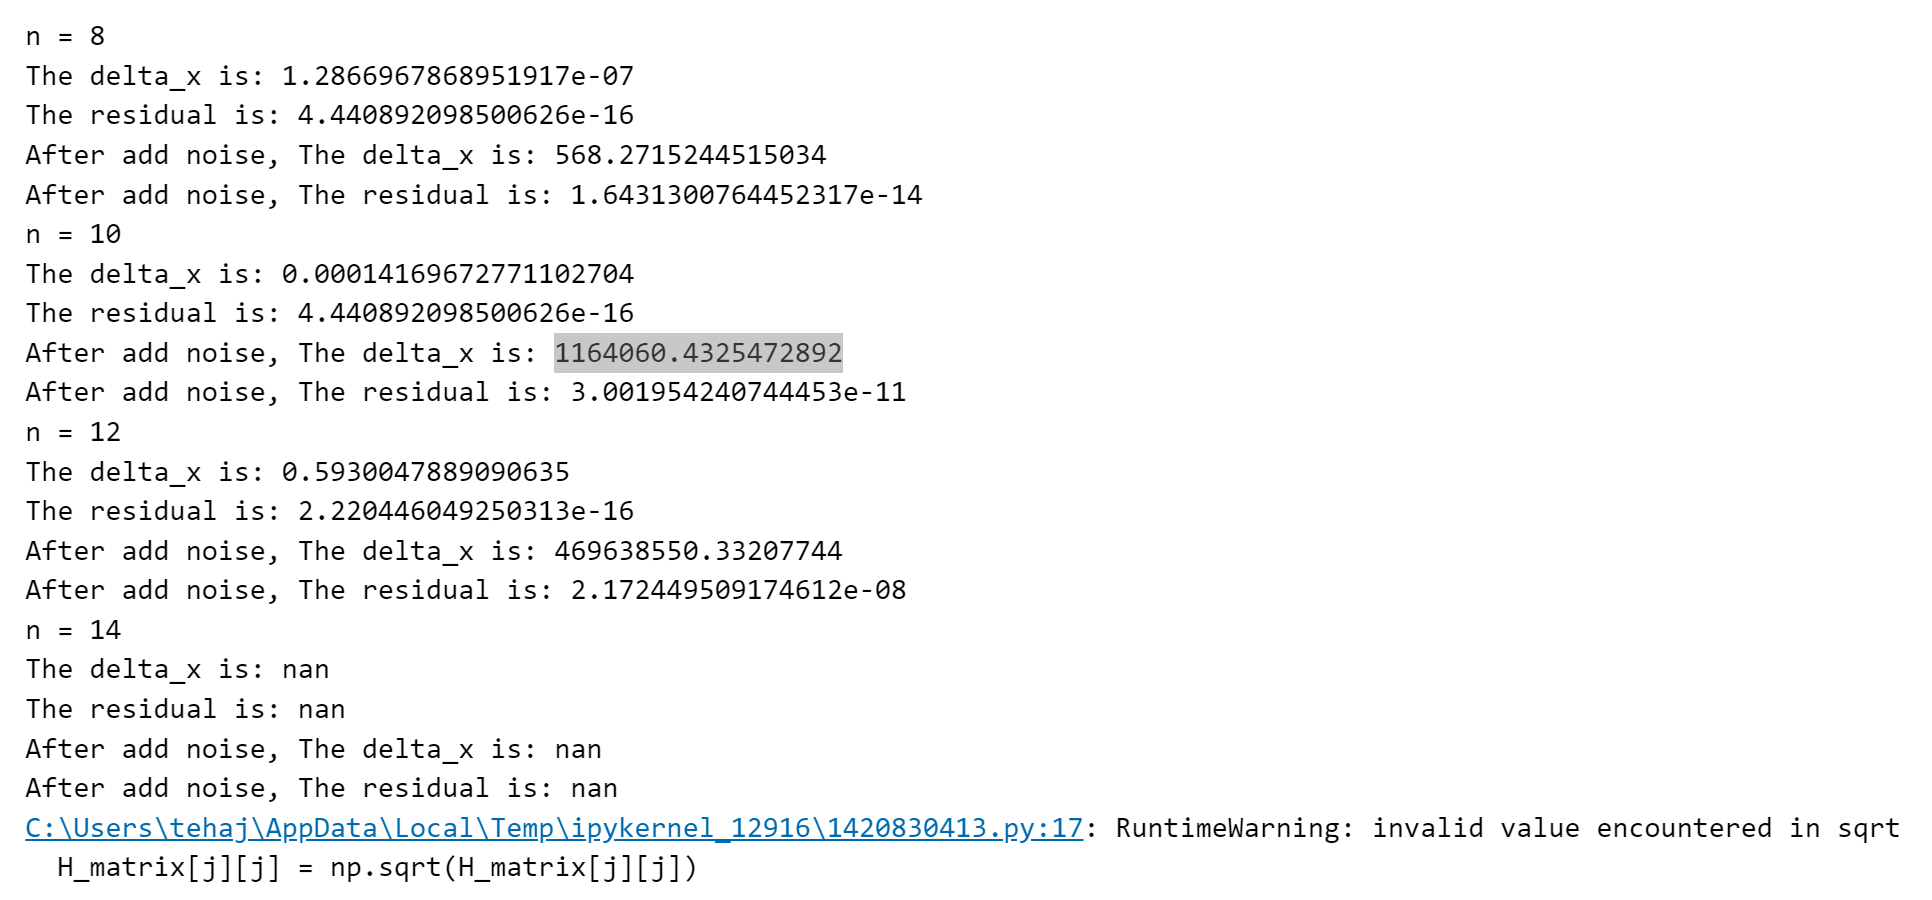 n = 8
The delta_x is: 1.2866967868951917e-07
The residual is: 4.440892098500626e-16
After add noise, The delta_x is: 568.2715244515034
After add noise, The residual is: 1.6431300764452317e-14
n = 10
The delta_x is: 0.00014169672771102704
The residual is: 4.440892098500626e-16
After add noise, The delta_x is: 1164060.4325472892
After add noise, The residual is: 3.001954240744453e-11
n = 12
The delta_x is: 0.5930047889090635
The residual is: 2.220446049250313e-16
After add noise, The delta_x is: 469638550.33207744
After add noise, The residual is: 2.172449509174612e-08
n = 14
The delta_x is: nan
The residual is: nan
After add noise, The delta_x is: nan
After add noise, The residual is: nan
C:\Users\tehaj\AppData\Local\Temp\ipykernel_12916\1420830413.py:17: RuntimeWarning: invalid value encountered in sqrt
  H_matrix[j][j] = np.sqrt(H_matrix[j][j])